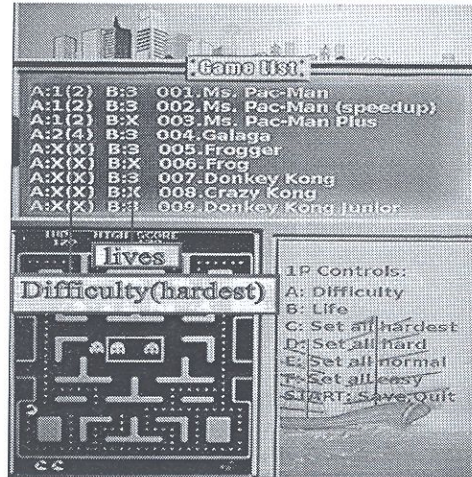 Game List
A:1(2) B:3 001.Ms. Pac-Man
A:1(2) B:3 002.Ms. Pac-Man (speedup)
A:1(2) B:X 003.Ms. Pac-Man Plus
A:2(4) B:3 004.Galaga
A:X(X) B:3 005.Frogger
A:X(X) B:X 006.Frog
A:X(X) B:3 007.Donkey Kong
A:X(X) B:X 008.Crazy Kong
A:X(X) B:3 009.Donkey Kong Junior
HIGH SCORE
lives
Difficulty(hardest)
1P Controls:
A: Difficulty
B: Life
C: Set all hardest
D: Set all hard
E: Set all normal
F: Set all easy
START: Save,Quit